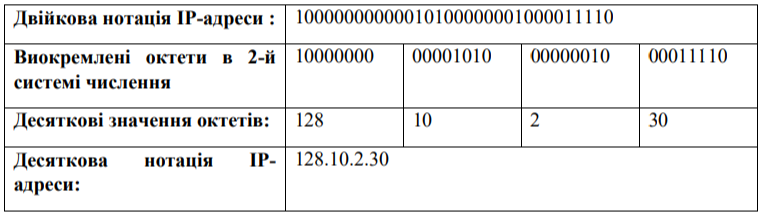 Двійкова нотація IP-адреси : 10000000000010100000001000011110
Виокремлені октети в 2-й 10000000 00001010 00000010 00011110
системі числення
Десяткові значення октетів: 128 10 2 30
Десяткова нотація IP- 128.10.2.30
адреси: